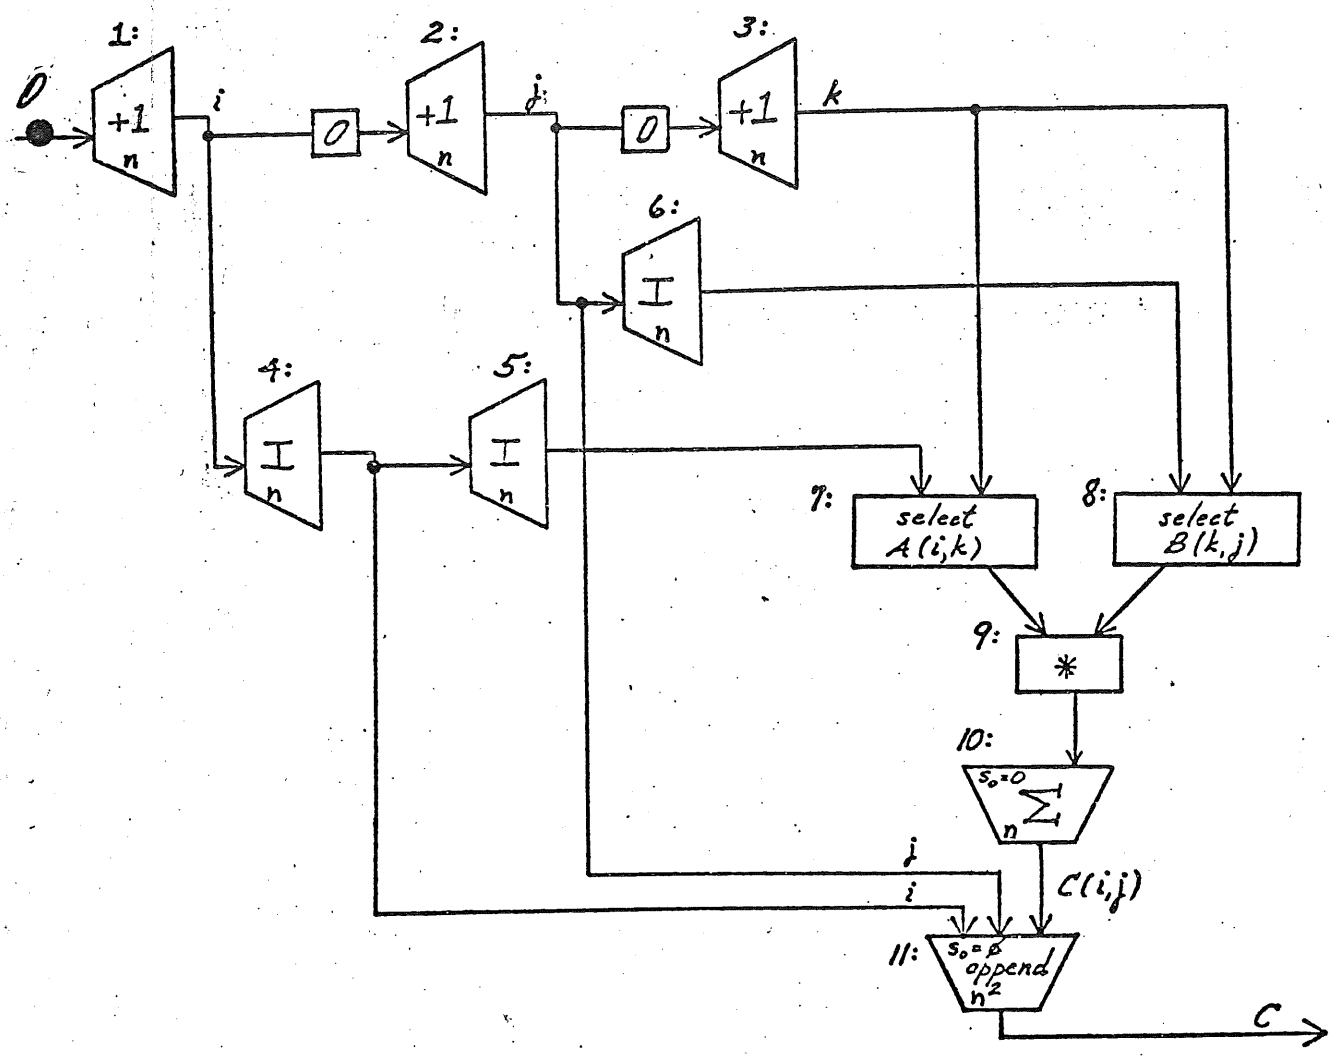 1:
2:
3:
0
+1
n
i
0
+1
n
j
0
+1
n
k
6:
I
n
4:
I
n
5:
I
n
7:
select
A(i,k)
8:
select
B(k,j)
9:
*
10:
s₀=0
Σ
n
j
i
C(i,j)
11:
s₀=∅
append
n²
C